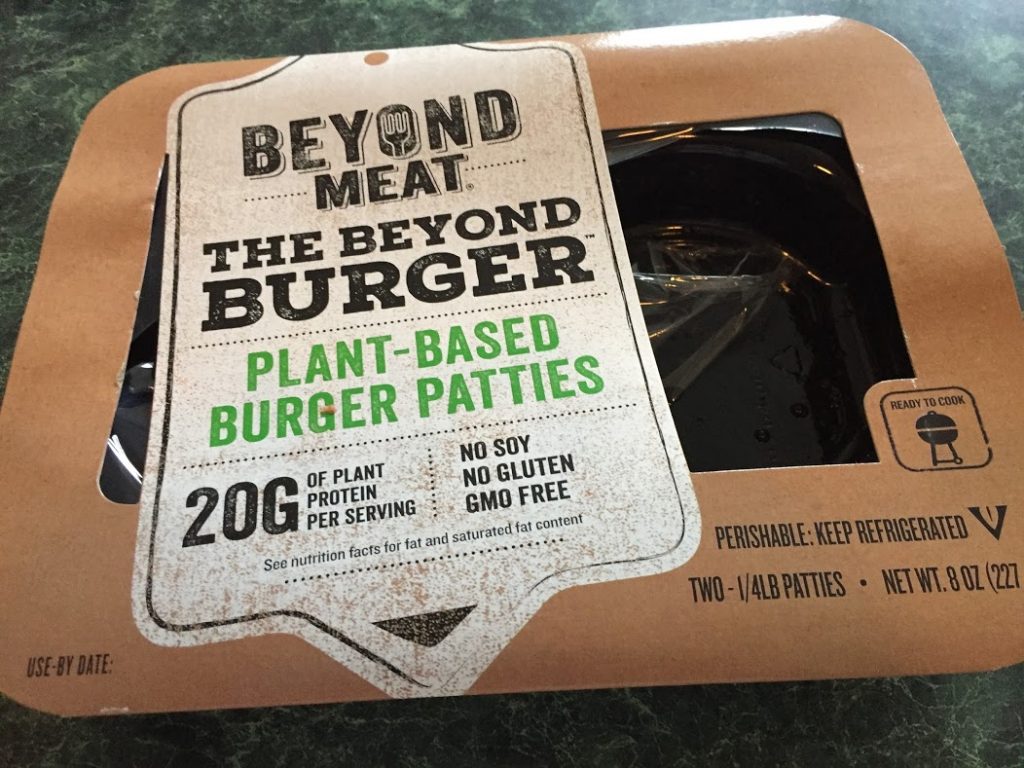 BEYOND
MEAT®
THE BEYOND
BURGER™
PLANT-BASED
BURGER PATTIES
20G OF PLANT
PROTEIN
PER SERVING
NO SOY
NO GLUTEN
GMO FREE
See nutrition facts for fat and saturated fat content
READY TO COOK
PERISHABLE: KEEP REFRIGERATED V
TWO - 1/4LB PATTIES • NET WT. 8 OZ (227
USE-BY DATE: